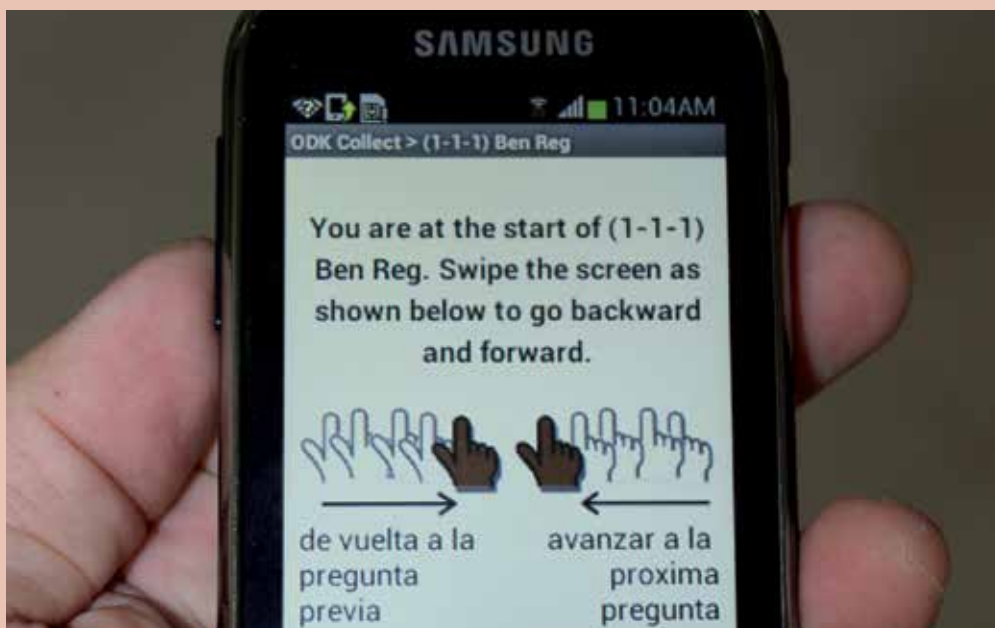 SAMSUNG
11:04AM
ODK Collect > (1-1-1) Ben Reg
You are at the start of (1-1-1)
Ben Reg. Swipe the screen as
shown below to go backward
and forward.
de vuelta a la
pregunta
previa
avanzar a la
proxima
pregunta